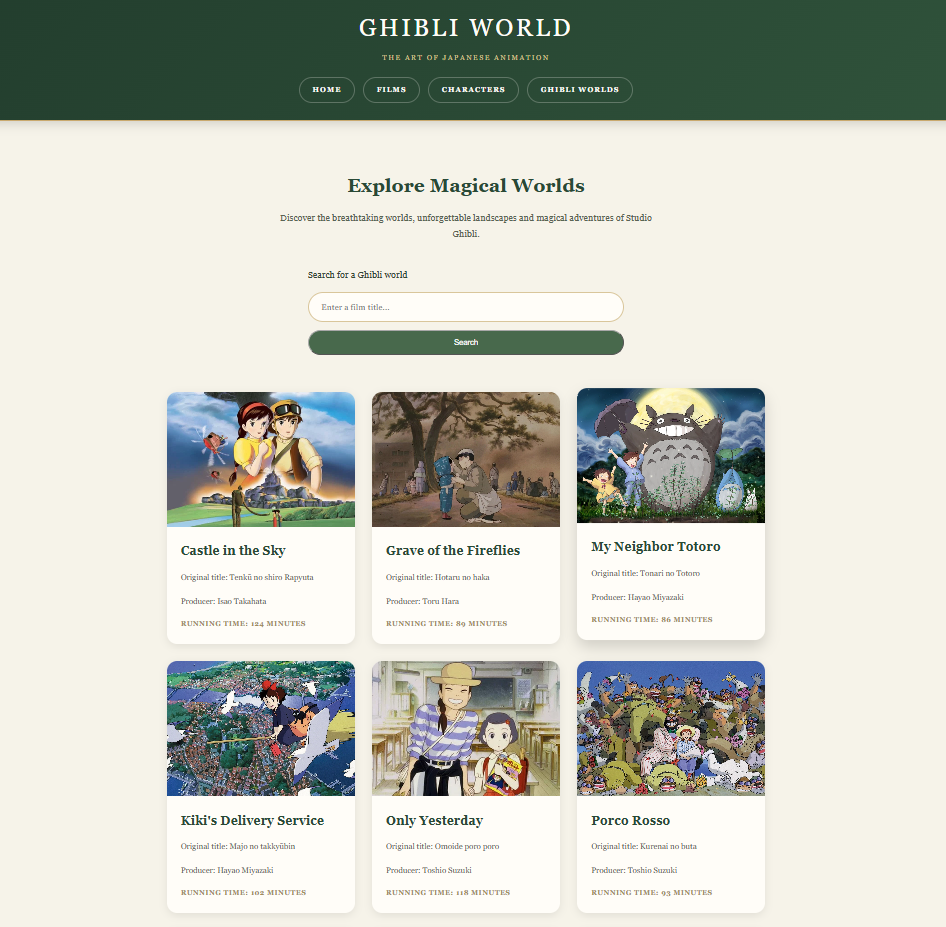 GHIBLI WORLD
THE ART OF JAPANESE ANIMATION
HOME
FILMS
CHARACTERS
GHIBLI WORLDS
Explore Magical Worlds
Discover the breathtaking worlds, unforgettable landscapes and magical adventures of Studio
Ghibli.
Search for a Ghibli world
Enter a film title...
Search
Castle in the Sky
Original title: Tenkū no shiro Rapyuta
Producer: Isao Takahata
RUNNING TIME: 124 MINUTES
Grave of the Fireflies
Original title: Hotaru no haka
Producer: Toru Hara
RUNNING TIME: 89 MINUTES
My Neighbor Totoro
Original title: Tonari no Totoro
Producer: Hayao Miyazaki
RUNNING TIME: 86 MINUTES
Kiki's Delivery Service
Original title: Majo no takkyūbin
Producer: Hayao Miyazaki
RUNNING TIME: 102 MINUTES
Only Yesterday
Original title: Omoide poro poro
Producer: Toshio Suzuki
RUNNING TIME: 118 MINUTES
Porco Rosso
Original title: Kurenai no buta
Producer: Toshio Suzuki
RUNNING TIME: 93 MINUTES